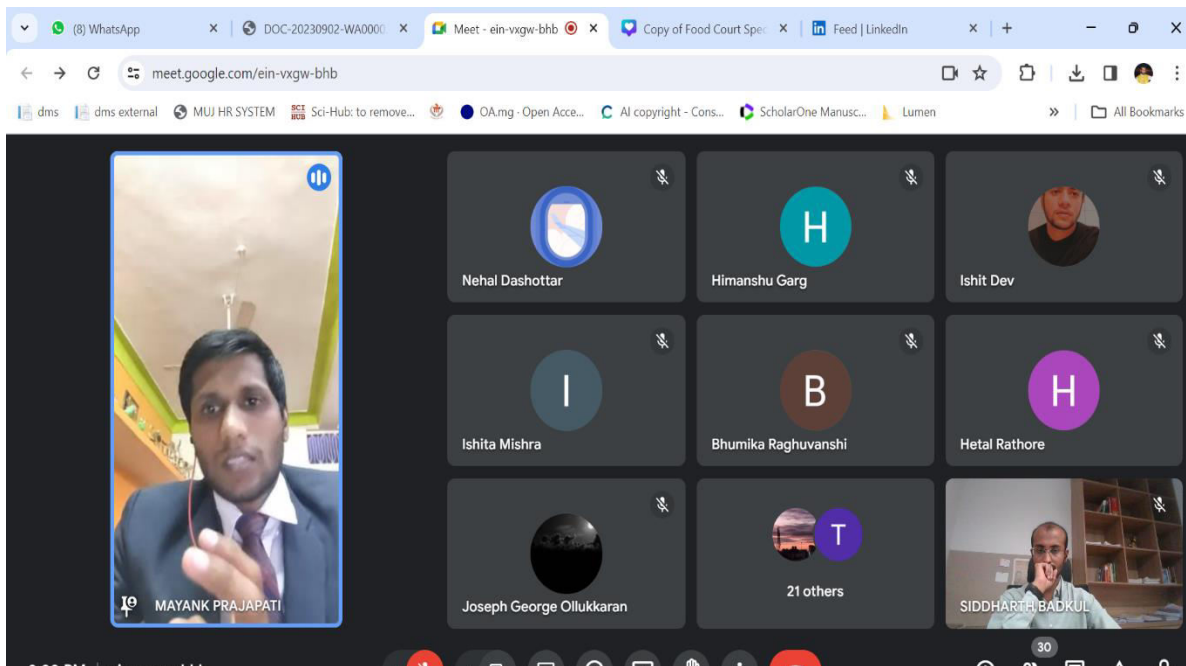 (8) WhatsApp
DOC-20230902-WA0000
Meet - ein-vxgw-bhb
Copy of Food Court Spec
Feed | LinkedIn
meet.google.com/ein-vxgw-bhb
dms
dms external
MUJ HR SYSTEM
SCI HUB
Sci-Hub: to remove...
OA.mg - Open Acce...
AI copyright - Cons...
ScholarOne Manusc...
Lumen
All Bookmarks
Nehal Dashottar
H
Himanshu Garg
Ishit Dev
I
Ishita Mishra
B
Bhumika Raghuvanshi
H
Hetal Rathore
MAYANK PRAJAPATI
Joseph George Ollukkaran
T
21 others
SIDDHARTH BADKUL
30